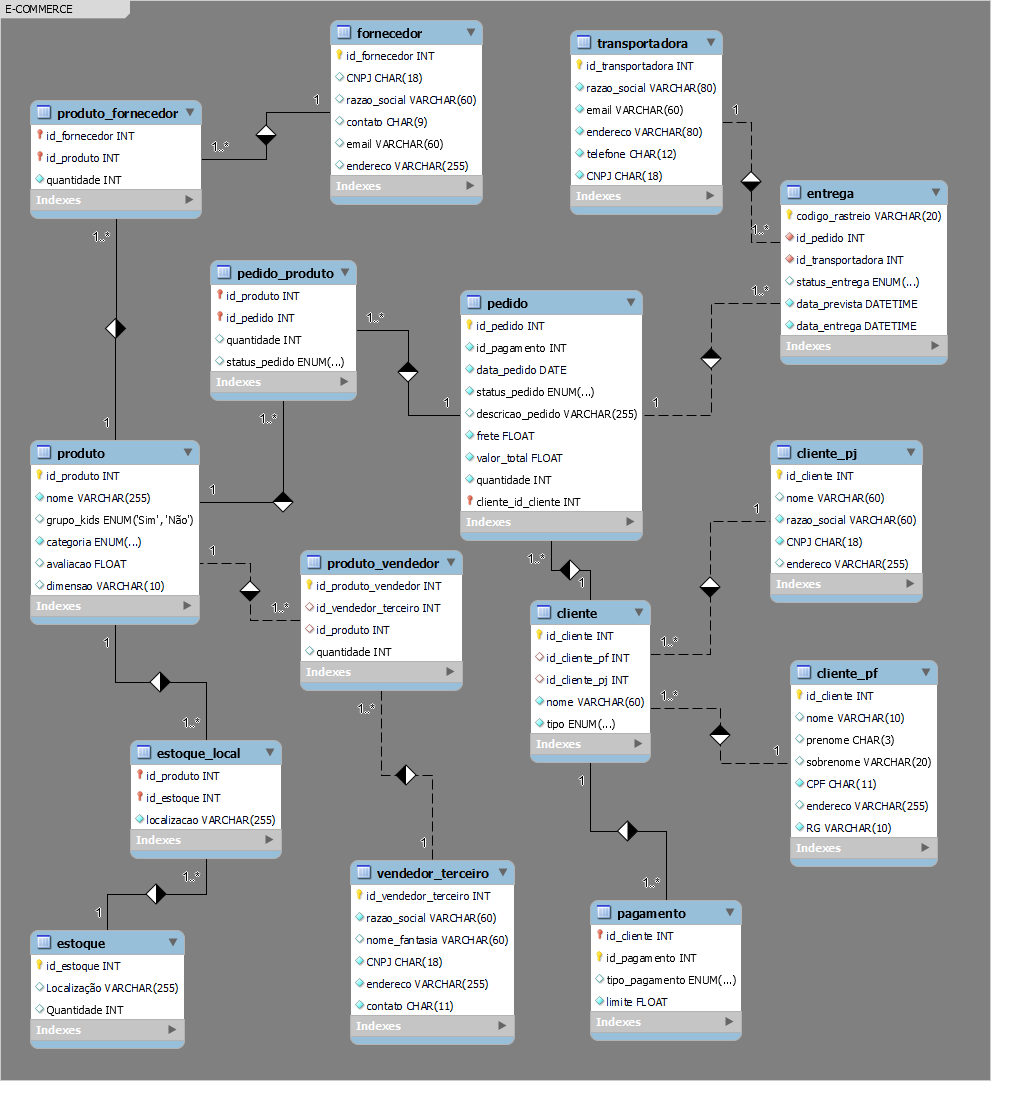 E-COMMERCE
fornecedor
id_fornecedor INT
CNPJ CHAR(18)
razao_social VARCHAR(60)
contato CHAR(9)
email VARCHAR(60)
endereco VARCHAR(255)
Indexes
transportadora
id_transportadora INT
razao_social VARCHAR(80)
email VARCHAR(60)
endereco VARCHAR(80)
telefone CHAR(12)
CNPJ CHAR(18)
Indexes
produto_fornecedor
id_fornecedor INT
id_produto INT
quantidade INT
Indexes
1
1..*
1
1..*
entrega
codigo_rastreio VARCHAR(20)
id_pedido INT
id_transportadora INT
status_entrega ENUM(...)
data_prevista DATETIME
data_entrega DATETIME
Indexes
1..*
1
pedido_produto
id_produto INT
id_pedido INT
quantidade INT
status_pedido ENUM(...)
Indexes
1..*
1
pedido
id_pedido INT
id_pagamento INT
data_pedido DATE
status_pedido ENUM(...)
descricao_pedido VARCHAR(255)
frete FLOAT
valor_total FLOAT
quantidade INT
cliente_id_cliente INT
Indexes
1..*
1
1..*
1
produto
id_produto INT
nome VARCHAR(255)
grupo_kids ENUM('Sim', 'Não')
categoria ENUM(...)
avaliacao FLOAT
dimensao VARCHAR(10)
Indexes
1
1..*
produto_vendedor
id_produto_vendedor INT
id_vendedor_terceiro INT
id_produto INT
quantidade INT
Indexes
1..*
1
cliente
id_cliente INT
id_cliente_pf INT
id_cliente_pj INT
nome VARCHAR(60)
tipo ENUM(...)
Indexes
cliente_pj
id_cliente INT
nome VARCHAR(60)
razao_social VARCHAR(60)
CNPJ CHAR(18)
endereco VARCHAR(255)
Indexes
1
1..*
1..*
1
cliente_pf
id_cliente INT
nome VARCHAR(10)
prenome CHAR(3)
sobrenome VARCHAR(20)
CPF CHAR(11)
endereco VARCHAR(255)
RG VARCHAR(10)
Indexes
1
1..*
estoque_local
id_produto INT
id_estoque INT
localizacao VARCHAR(255)
Indexes
1..*
1
estoque
id_estoque INT
Localização VARCHAR(255)
Quantidade INT
Indexes
1..*
1
vendedor_terceiro
id_vendedor_terceiro INT
razao_social VARCHAR(60)
nome_fantasia VARCHAR(60)
CNPJ CHAR(18)
endereco VARCHAR(255)
contato CHAR(11)
Indexes
1
1..*
pagamento
id_cliente INT
id_pagamento INT
tipo_pagamento ENUM(...)
limite FLOAT
Indexes